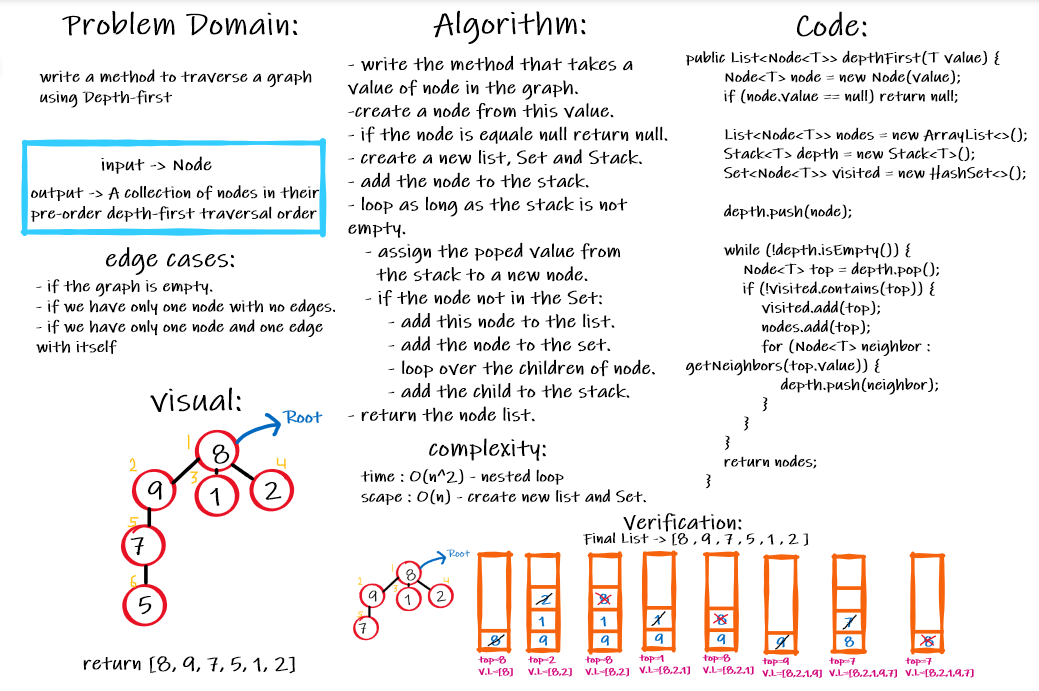 Problem Domain:
write a method to traverse a graph
using Depth-first
input -> Node
output -> A collection of nodes in their
pre-order depth-first traversal order
edge cases:
- if the graph is empty.
- if we have only one node with no edges.
- if we have only one node and one edge
with itself
visual:
Root
1
8
2
9
3
1
4
2
5
7
6
5
return [8, 9, 7, 5, 1, 2]
Algorithm:
- write the method that takes a
value of node in the graph.
-create a node from this value.
- if the node is equale null return null.
- create a new list, Set and Stack.
- add the node to the stack.
- loop as long as the stack is not
empty.
- assign the poped value from
the stack to a new node.
- if the node not in the Set:
- add this node to the list.
- add the node to the set.
- loop over the children of node.
- add the child to the stack.
- return the node list.
complexity:
time : O(n^2) - nested loop
scape : O(n) - create new list and Set.
Code:
public List<Node<T>> depthFirst(T value) {
Node<T> node = new Node(value);
if (node.value == null) return null;
List<Node<T>> nodes = new ArrayList<>();
Stack<T> depth = new Stack<T>();
Set<Node<T>> visited = new HashSet<>();
depth.push(node);
while (!depth.isEmpty()) {
Node<T> top = depth.pop();
if (!visited.contains(top)) {
visited.add(top);
nodes.add(top);
for (Node<T> neighbor :
getNeighbors(top.value)) {
depth.push(neighbor);
}
}
}
return nodes;
}
Verification:
Final List -> [8 , 9 , 7 , 5 , 1 , 2 ]
Root
8
2
9
3
1
4
2
5
7
8
top=8
V.L=[8]
2
1
9
top=2
V.L=[8,2]
8
1
9
top=8
V.L=[8,2]
1
9
top=1
V.L=[8,2,1]
8
9
top=8
V.L=[8,2,1]
9
top=9
V.L=[8,2,1,9]
7
8
top=7
V.L=[8,2,1,9,7]
8
top=7
V.L=[8,2,1,9,7]